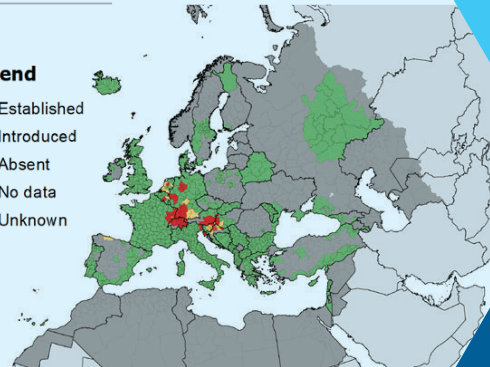 end
Established
Introduced
Absent
No data
Unknown